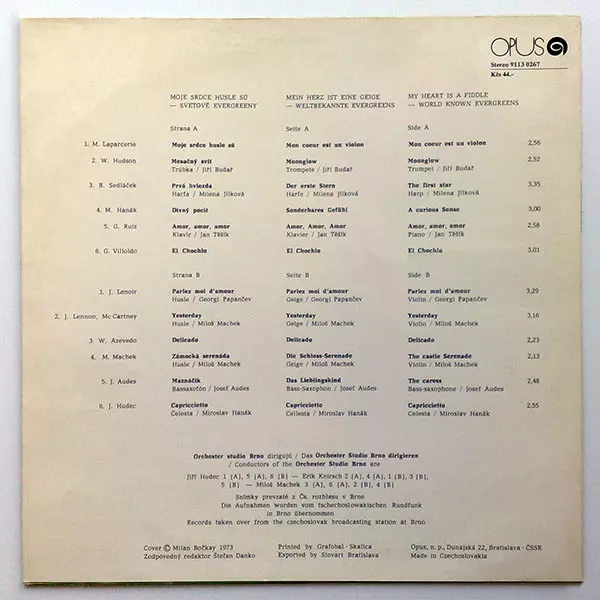 OPUS
Stereo 9113 0267
Kčs 44.-
MOJE SRDCE HUSLE SÚ MEIN HERZ IST EINE GEIGE MY HEART IS A FIDDLE
— SVETOVÉ EVERGREENY — WELTBEKANNTE EVERGREENS — WORLD KNOWN EVERGREENS
Strana A Seite A Side A
1. M. Laparcerie Moje srdce husle sú Mon coeur est un violon Mon coeur est un violon 2,56
2. W. Hudson Mesačný svit Moonglow Moonglow 2,52
Trúbka / Jiří Budař Trompete / Jiří Budař Trumpet / Jiří Budař
3. B. Sedláček Prvá hviezda Der erste Stern The first star 3,35
Harfa / Milena Jílková Harfe / Milena Jílková Harp / Milena Jílková
4. M. Hanák Divný pocit Sonderbares Gefühl A curious Sense 3,00
5. G. Ruiz Amor, amor, amor Amor, Amor, Amor Amor, amor, amor 2,58
Klavír / Jan Těšík Klavier / Jan Těšík Piano / Jan Těšík
6. G. Villoldo El Choclo El Choclo El Choclo 3,01
Strana B Seite B Side B
1. J. Lenoir Parlez moi d'amour Parlez moi d'amour Parlez moi d'amour 3,29
Husle / Georgi Papančev Geige / Georgi Papančev Violin / Georgi Papančev
2. J. Lennon, Mc Cartney Yesterday Yesterday Yesterday 3,16
Husle / Miloš Machek Geige / Miloš Machek Violin / Miloš Machek
3. W. Azevedo Delicado Delicado Delicado 2,23
4. M. Machek Zámocká serenáda Die Schloss-Serenade The castle Serenade 2,13
Husle / Miloš Machek Geige / Miloš Machek Violin / Miloš Machek
5. J. Audes Maznáčik Das Lieblingskind The caress 2,48
Bassaxofón / Josef Audes Bass-Saxophon / Josef Audes Bass-saxophone / Josef Audes
6. J. Hudec Capricciette Capricciette Capricciette 2,55
Celesta / Miroslav Hanák Cellesta / Miroslav Hanák Celesta / Miroslav Hanák
Orchester studio Brno dirigujú / Das Orchester Studio Brno dirigieren
/ Conductors of the Orchester Studio Brno are
Jiří Hudec 1 (A), 5 (A), 6 (B) — Erik Knirsch 2 (A), 4 (A), 1 (B), 3 (B),
5 (B) — Miloš Machek 3 (A), 6 (A), 2 (B), 4 (B)
Snímky prevzaté z Čs. rozhlasu v Brne
Die Aufnahmen wurden vom tschechoslowakischen Rundfunk
in Brno übernommen
Records taken over from the czechoslovak broadcasting station at Brno
Cover © Milan Bočkay 1973 Printed by Grafobal - Skalica Opus, n. p., Dunajská 22, Bratislava - ČSSR
Zodpovedný redaktor Štefan Danko Exported by Slovart Bratislava Made in Czechoslovakia